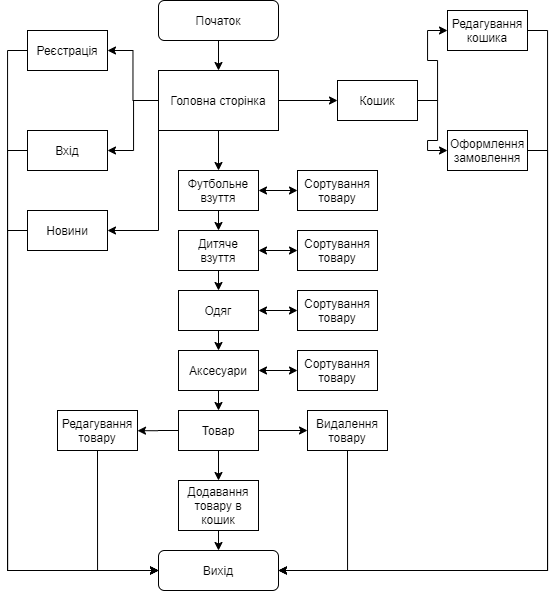 Початок
Редагування
кошика
Реєстрація
Головна сторінка
Кошик
Вхід
Оформлення
замовлення
Футбольне
взуття
Сортування
товару
Новини
Дитяче
взуття
Сортування
товару
Одяг
Сортування
товару
Аксесуари
Сортування
товару
Редагування
товару
Товар
Видалення
товару
Додавання
товару в
кошик
Вихід